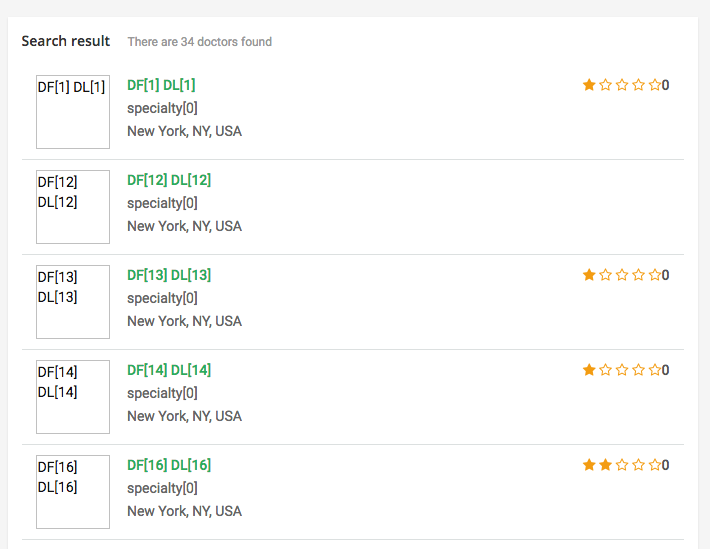 Search result There are 34 doctors found
DF[1] DL[1]
DF[1] DL[1]
0
specialty[0]
New York, NY, USA
DF[12]
DL[12]
DF[12] DL[12]
specialty[0]
New York, NY, USA
DF[13]
DL[13]
DF[13] DL[13]
0
specialty[0]
New York, NY, USA
DF[14]
DL[14]
DF[14] DL[14]
0
specialty[0]
New York, NY, USA
DF[16]
DL[16]
DF[16] DL[16]
0
specialty[0]
New York, NY, USA